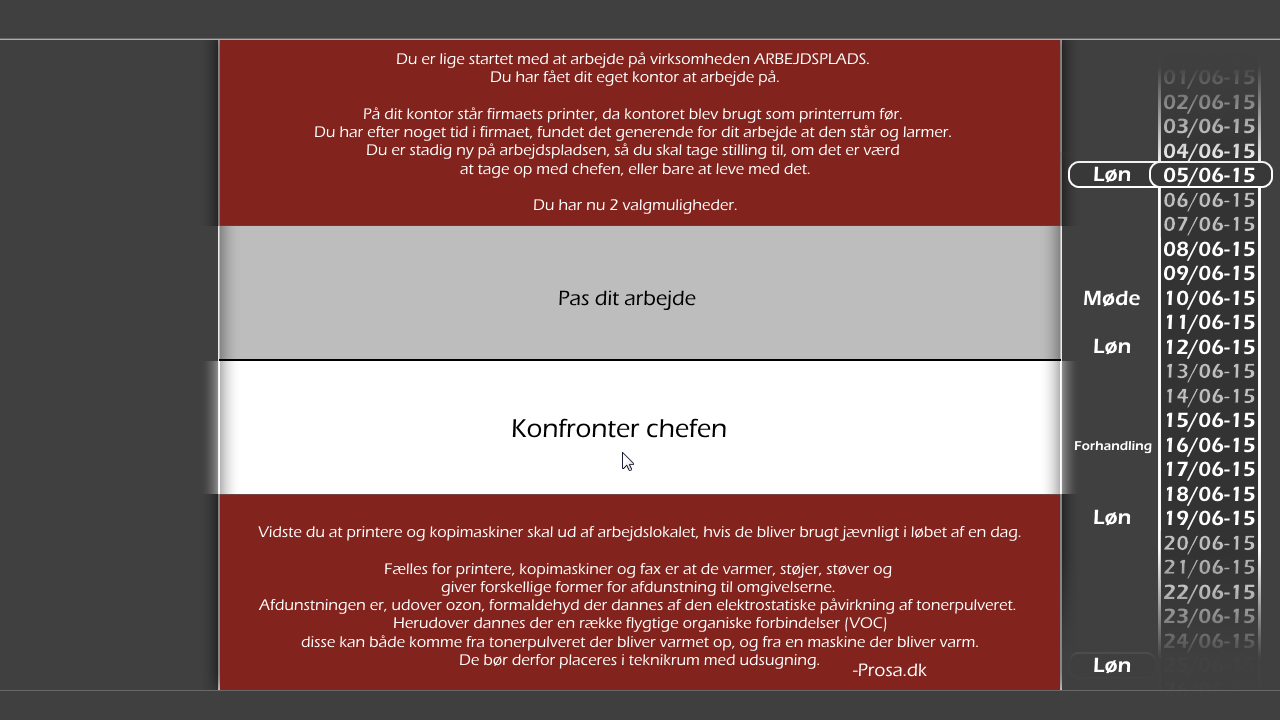 Du er lige startet med at arbejde på virksomheden ARBEJDSPLADS.
Du har fået dit eget kontor at arbejde på.
På dit kontor står firmaets printer, da kontoret blev brugt som printerrum før.
Du har efter noget tid i firmaet, fundet det generende for dit arbejde at den står og larmer.
Du er stadig ny på arbejdspladsen, så du skal tage stilling til, om det er værd
at tage op med chefen, eller bare at leve med det.
Du har nu 2 valgmuligheder.
Pas dit arbejde
Konfronter chefen
Vidste du at printere og kopimaskiner skal ud af arbejdslokalet, hvis de bliver brugt jævnligt i løbet af en dag.
Fælles for printere, kopimaskiner og fax er at de varmer, støjer, støver og
giver forskellige former for afdunstning til omgivelserne.
Afdunstningen er, udover ozon, formaldehyd der dannes af den elektrostatiske påvirkning af tonerpulveret.
Herudover dannes der en række flygtige organiske forbindelser (VOC)
disse kan både komme fra tonerpulveret der bliver varmet op, og fra en maskine der bliver varm.
De bør derfor placeres i teknikrum med udsugning.
-Prosa.dk
01/06-15
02/06-15
03/06-15
04/06-15
Løn 05/06-15
06/06-15
07/06-15
08/06-15
09/06-15
Møde 10/06-15
11/06-15
Løn 12/06-15
13/06-15
14/06-15
15/06-15
Forhandling 16/06-15
17/06-15
18/06-15
Løn 19/06-15
20/06-15
21/06-15
22/06-15
23/06-15
24/06-15
Løn